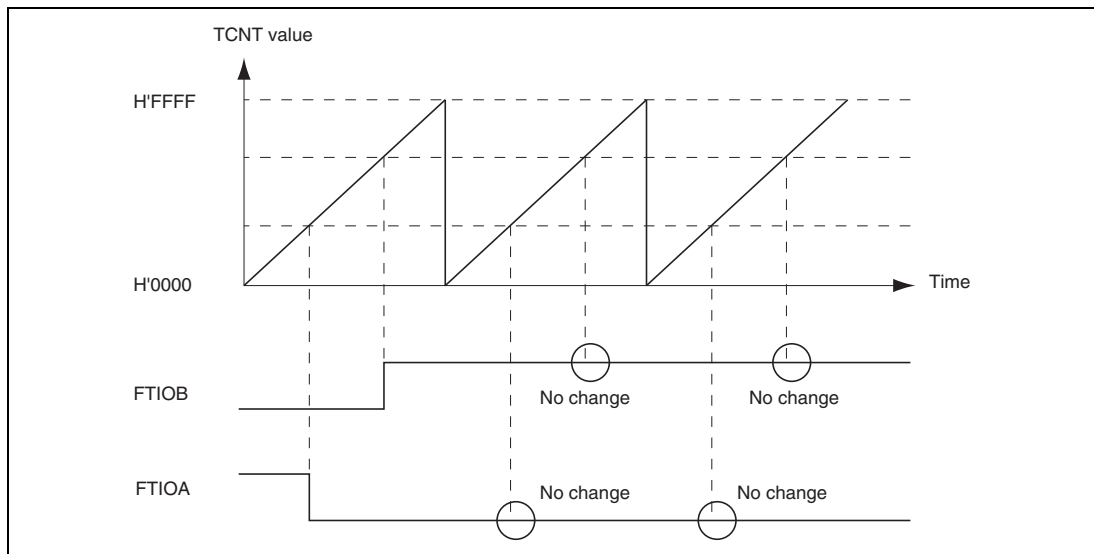 TCNT value
H'FFFF
H'0000
Time
FTIOB
No change
No change
FTIOA
No change
No change